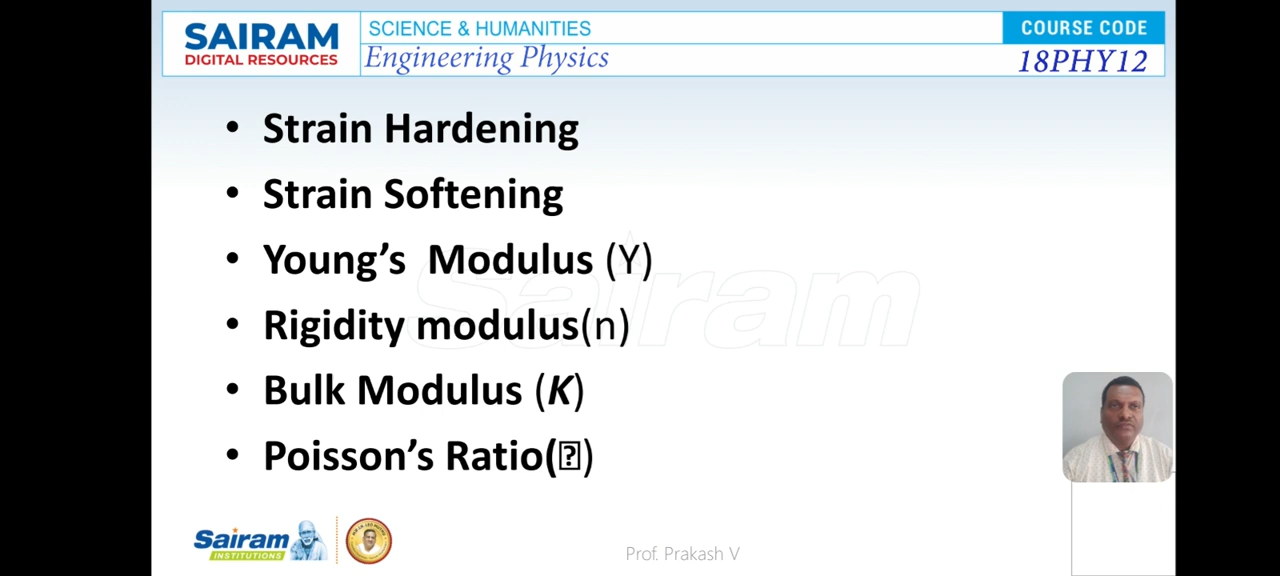 SAIRAM
DIGITAL RESOURCES
SCIENCE & HUMANITIES
Engineering Physics
COURSE CODE
18PHY12
• Strain Hardening
• Strain Softening
• Young’s Modulus (Y)
• Rigidity modulus(n)
• Bulk Modulus (K)
• Poisson’s Ratio(⍰)
Sairam
Sairam
INSTITUTIONS
Prof. Prakash V